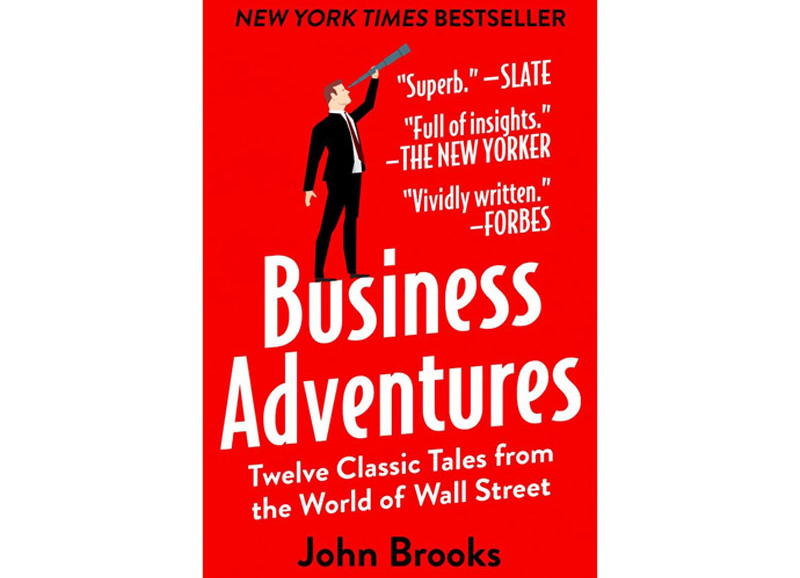 NEW YORK TIMES BESTSELLER
"Superb." –SLATE
"Full of insights."
–THE NEW YORKER
"Vividly written."
–FORBES
Business
Adventures
Twelve Classic Tales from
the World of Wall Street
John Brooks